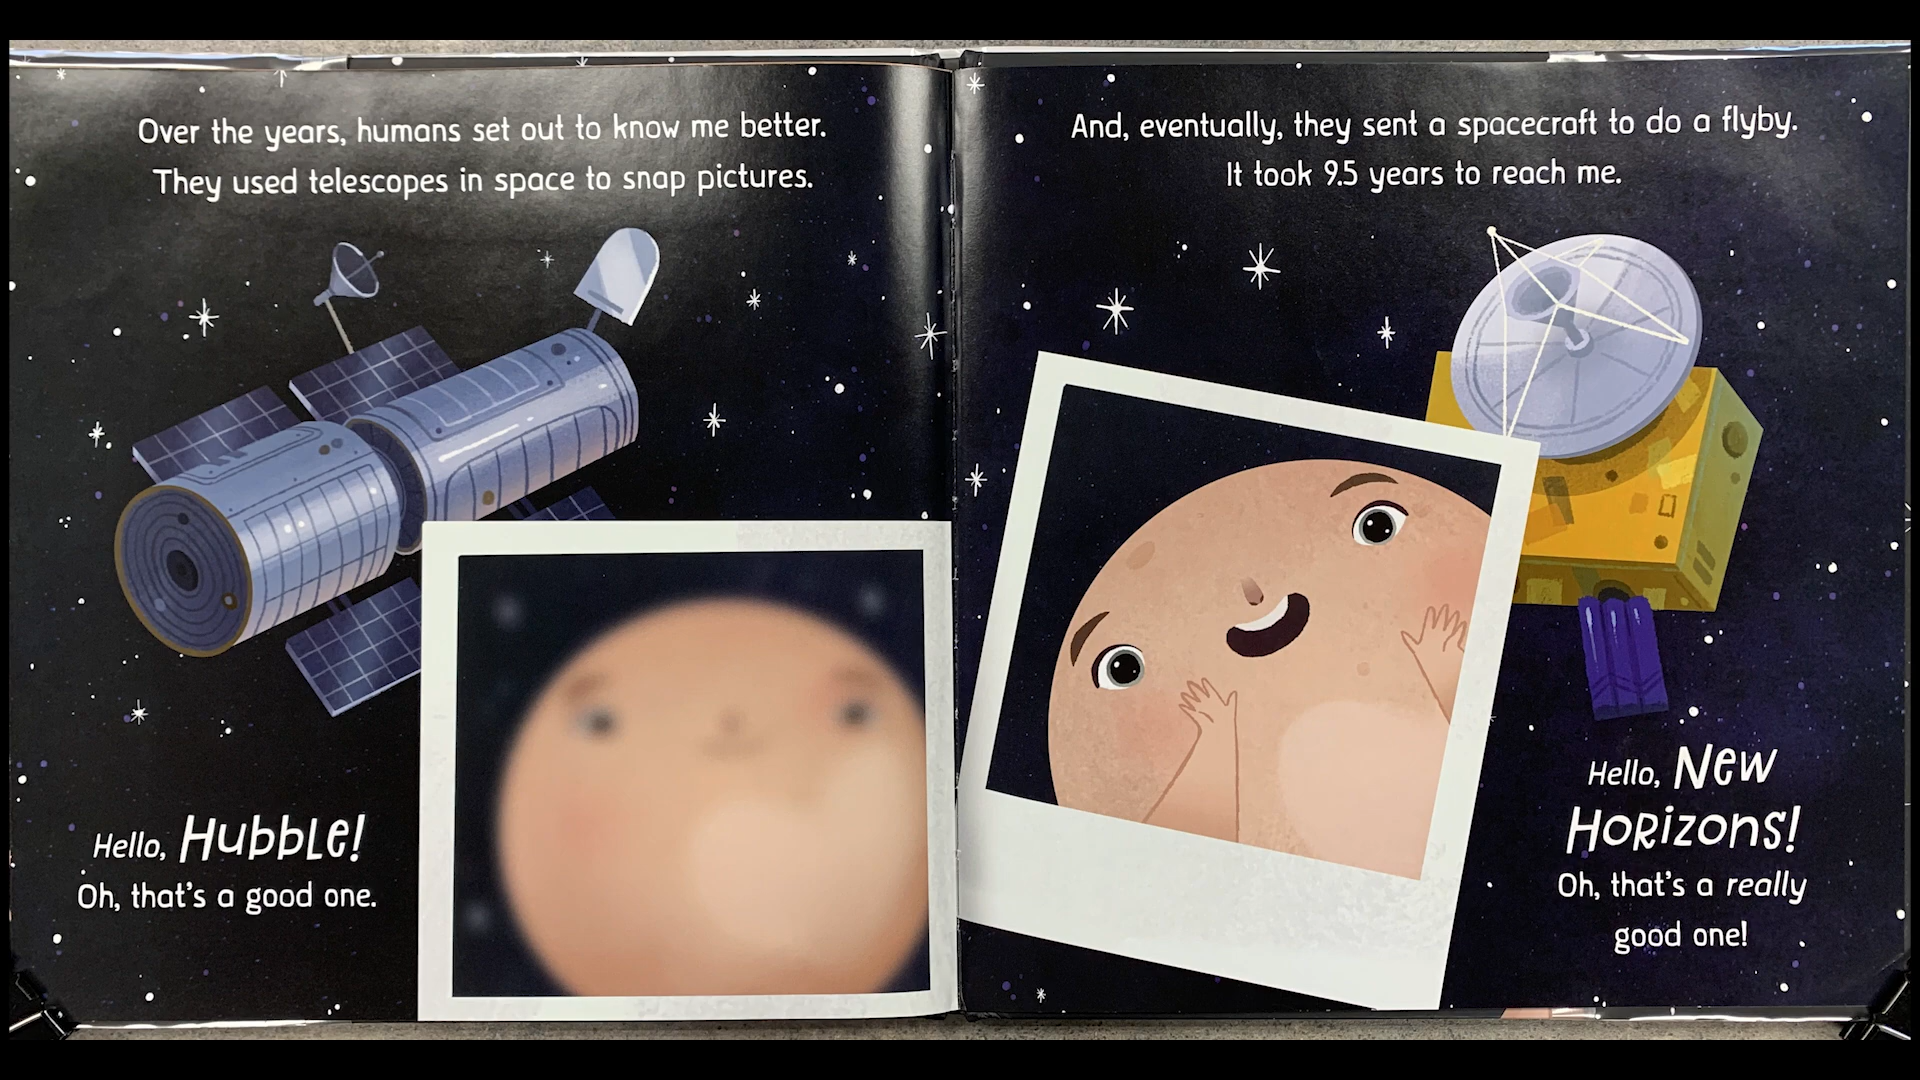 Over the years, humans set out to know me better.
They used telescopes in space to snap pictures.
Hello, Hubble!
Oh, that's a good one.
And, eventually, they sent a spacecraft to do a flyby.
It took 9.5 years to reach me.
Hello, New
Horizons!
Oh, that's a really
good one!